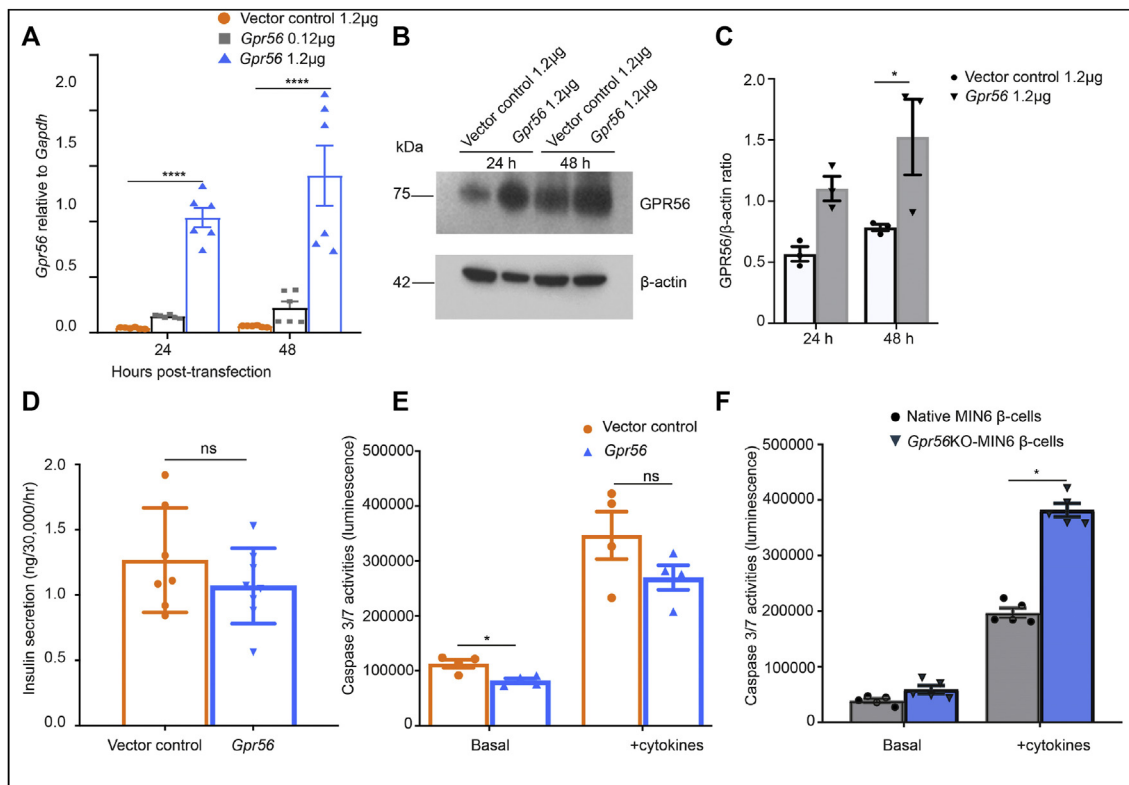 A
Vector control 1.2µg
Gpr56 0.12µg
Gpr56 1.2µg
Gpr56 relative to Gapdh
2.0
1.5
1.0
0.5
0.0
****
****
24
48
Hours post-transfection
B
Vector control 1.2µg
Gpr56 1.2µg
Vector control 1.2µg
Gpr56 1.2µg
kDa
24 h
48 h
75
GPR56
42
β-actin
C
Vector control 1.2µg
Gpr56 1.2µg
GPR56/β-actin ratio
2.0
1.5
1.0
0.5
0
*
24 h
48 h
D
Insulin secretion (ng/30,000/hr)
2.0
1.5
1.0
0.5
0.0
ns
Vector control
Gpr56
E
Vector control
Gpr56
Caspase 3/7 activities (luminescence)
500000
400000
300000
200000
100000
0
*
ns
Basal
+cytokines
F
Native MIN6 β-cells
Gpr56KO-MIN6 β-cells
Caspase 3/7 activities (luminescence)
500000
400000
300000
200000
100000
0
*
Basal
+cytokines